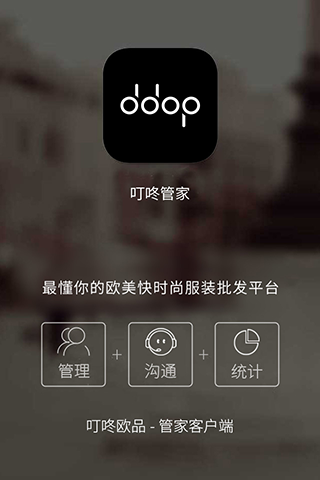 ddop
叮咚管家
最懂你的欧美快时尚服装批发平台
管理 + 沟通 + 统计
叮咚欧品 - 管家客户端